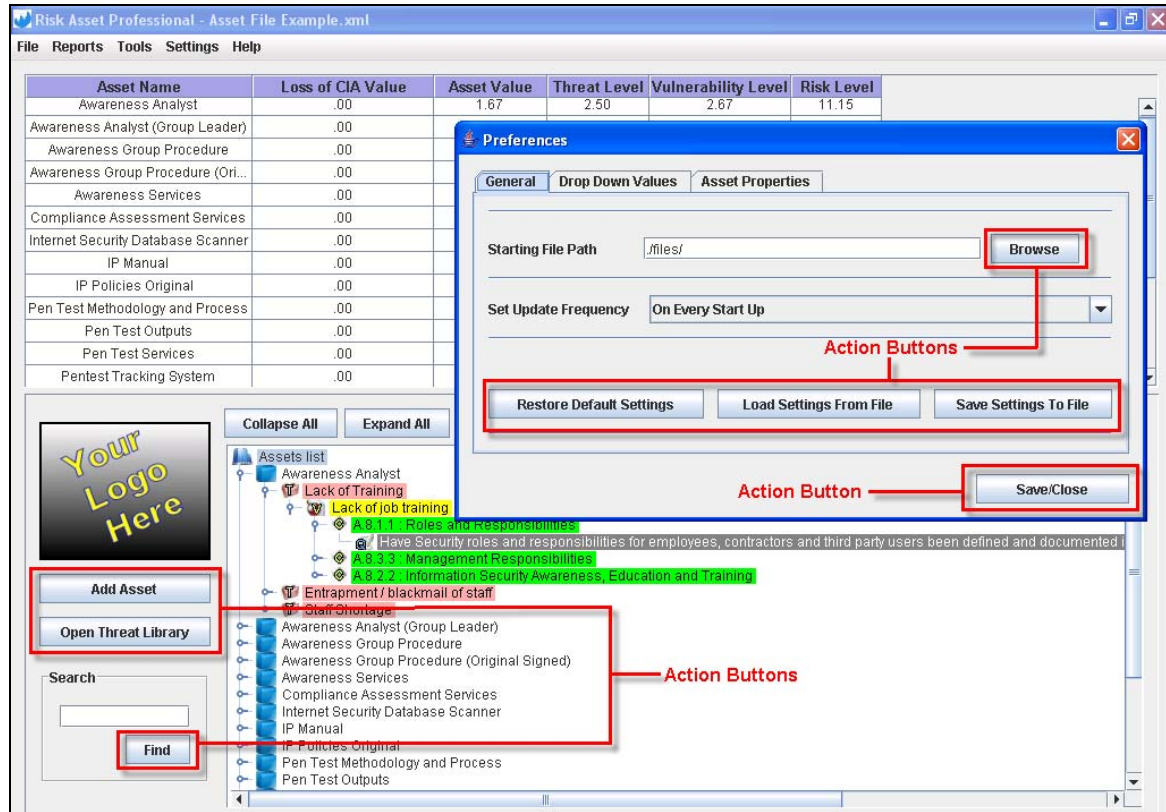 Risk Asset Professional - Asset File Example.xml
File Reports Tools Settings Help
Asset Name Loss of CIA Value Asset Value Threat Level Vulnerability Level Risk Level
Awareness Analyst .00 1.67 2.50 2.67 11.15
Awareness Analyst (Group Leader) .00
Awareness Group Procedure .00
Awareness Group Procedure (Ori... .00
Awareness Services .00
Compliance Assessment Services .00
Internet Security Database Scanner .00
IP Manual .00
IP Policies Original .00
Pen Test Methodology and Process .00
Pen Test Outputs .00
Pen Test Services .00
Pentest Tracking System .00
Preferences
General Drop Down Values Asset Properties
Starting File Path ./files/ Browse
Set Update Frequency On Every Start Up
Action Buttons
Restore Default Settings Load Settings From File Save Settings To File
Action Button Save/Close
Your
Logo
Here
Add Asset
Open Threat Library
Search
Find
Collapse All Expand All
Assets list
Awareness Analyst
Lack of Training
Lack of job training
A.8.1.1 : Roles and Responsibilities
Have Security roles and responsibilities for employees, contractors and third party users been defined and documented i
A.8.3.3 : Management Responsibilities
A.8.2.2 : Information Security Awareness, Education and Training
Entrapment / blackmail of staff
Staff Shortage
Awareness Analyst (Group Leader)
Awareness Group Procedure
Awareness Group Procedure (Original Signed)
Awareness Services
Action Buttons
Compliance Assessment Services
Internet Security Database Scanner
IP Manual
IP Policies Original
Pen Test Methodology and Process
Pen Test Outputs